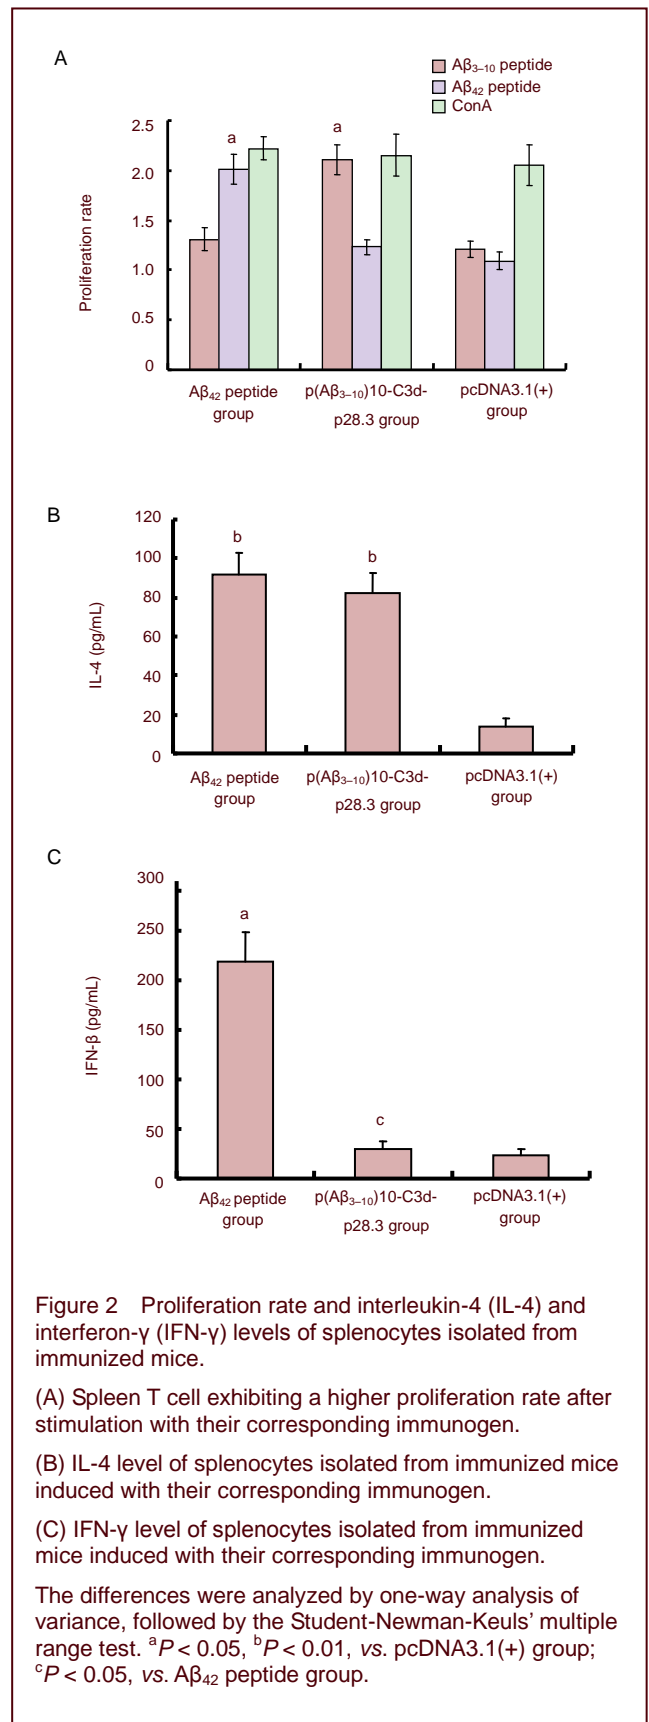 A
Aβ3–10 peptide
Aβ42 peptide
ConA
2.5
2.0
1.5
1.0
0.5
0
Proliferation rate
a
a
Aβ42 peptide
group
p(Aβ3–10)10-C3d-
p28.3 group
pcDNA3.1(+)
group
B
120
100
80
60
40
20
0
IL-4 (pg/mL)
b
b
Aβ42 peptide
group
p(Aβ3–10)10-C3d-
p28.3 group
pcDNA3.1(+)
group
C
300
250
200
150
100
50
0
IFN-β (pg/mL)
a
c
Aβ42 peptide
group
p(Aβ3–10)10-C3d-
p28.3 group
pcDNA3.1(+)
group
Figure 2 Proliferation rate and interleukin-4 (IL-4) and
interferon-γ (IFN-γ) levels of splenocytes isolated from
immunized mice.
(A) Spleen T cell exhibiting a higher proliferation rate after
stimulation with their corresponding immunogen.
(B) IL-4 level of splenocytes isolated from immunized mice
induced with their corresponding immunogen.
(C) IFN-γ level of splenocytes isolated from immunized
mice induced with their corresponding immunogen.
The differences were analyzed by one-way analysis of
variance, followed by the Student-Newman-Keuls' multiple
range test. aP < 0.05, bP < 0.01, vs. pcDNA3.1(+) group;
cP < 0.05, vs. Aβ42 peptide group.